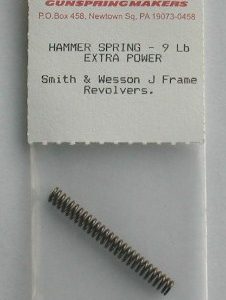 GUNSPRINGMAKERS
P.O.Box 458, Newtown Sq, PA 19073-0458
HAMMER SPRING - 9 Lb
EXTRA POWER
Smith & Wesson J Frame
Revolvers.